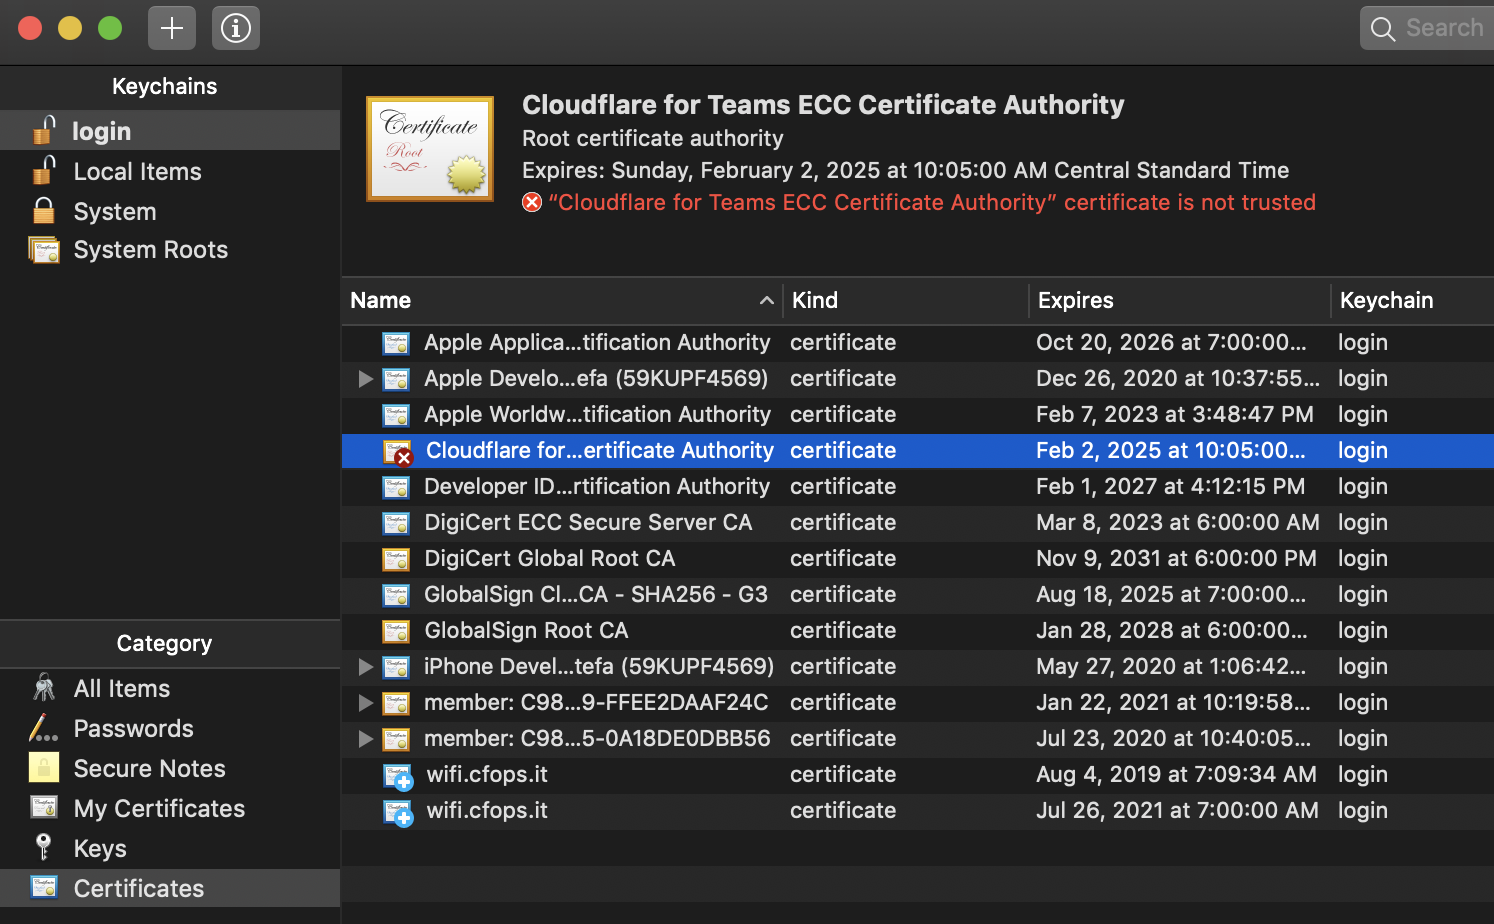 Search
Keychains
login
Local Items
System
System Roots
Certificate
Root
Cloudflare for Teams ECC Certificate Authority
Root certificate authority
Expires: Sunday, February 2, 2025 at 10:05:00 AM Central Standard Time
“Cloudflare for Teams ECC Certificate Authority” certificate is not trusted
Name Kind Expires Keychain
Apple Applica...tification Authority certificate Oct 20, 2026 at 7:00:00... login
Apple Develo...efa (59KUPF4569) certificate Dec 26, 2020 at 10:37:55... login
Apple Worldw...tification Authority certificate Feb 7, 2023 at 3:48:47 PM login
Cloudflare for...ertificate Authority certificate Feb 2, 2025 at 10:05:00... login
Developer ID...rtification Authority certificate Feb 1, 2027 at 4:12:15 PM login
DigiCert ECC Secure Server CA certificate Mar 8, 2023 at 6:00:00 AM login
DigiCert Global Root CA certificate Nov 9, 2031 at 6:00:00 PM login
GlobalSign Cl...CA - SHA256 - G3 certificate Aug 18, 2025 at 7:00:00... login
GlobalSign Root CA certificate Jan 28, 2028 at 6:00:00... login
iPhone Devel...tefa (59KUPF4569) certificate May 27, 2020 at 1:06:42... login
member: C98...9-FFEE2DAAF24C certificate Jan 22, 2021 at 10:19:58... login
member: C98...5-0A18DE0DBB56 certificate Jul 23, 2020 at 10:40:05... login
wifi.cfops.it certificate Aug 4, 2019 at 7:09:34 AM login
wifi.cfops.it certificate Jul 26, 2021 at 7:00:00 AM login
Category
All Items
Passwords
Secure Notes
My Certificates
Keys
Certificates